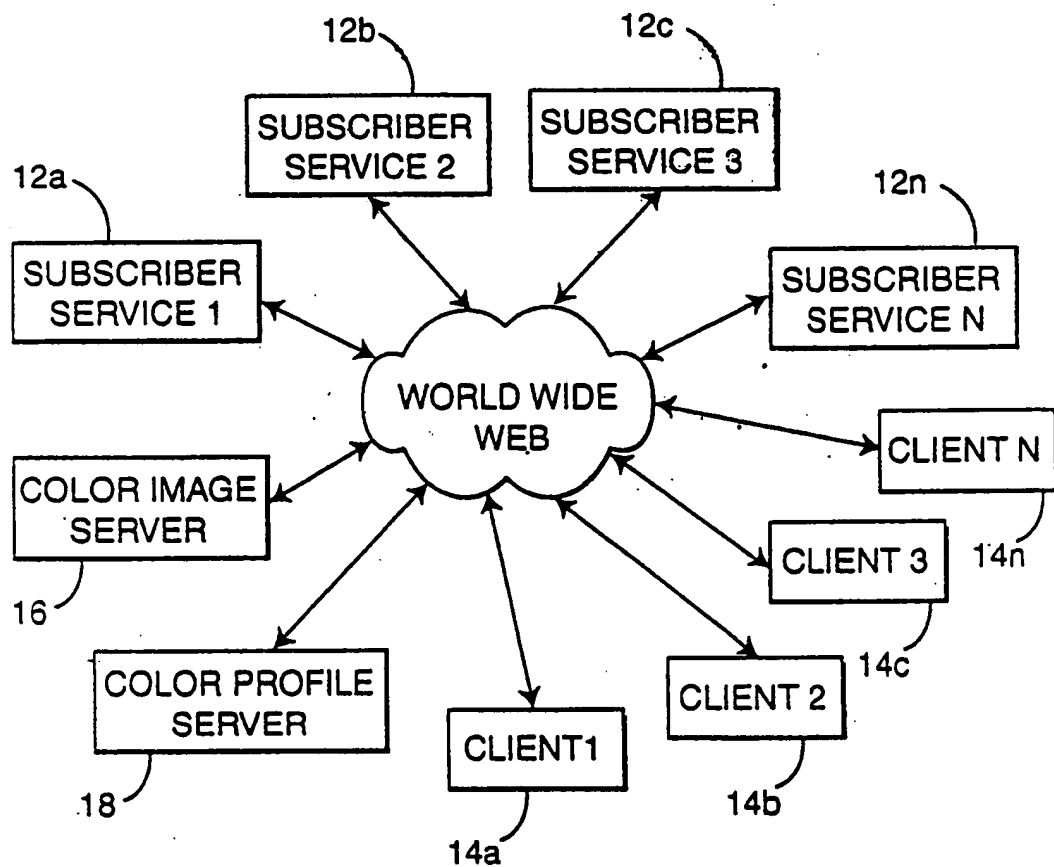 12b
12c
SUBSCRIBER
SERVICE 2
SUBSCRIBER
SERVICE 3
12a
12n
SUBSCRIBER
SERVICE 1
SUBSCRIBER
SERVICE N
WORLD WIDE
WEB
CLIENT N
COLOR IMAGE
SERVER
CLIENT 3
14n
16
14c
COLOR PROFILE
SERVER
CLIENT 2
CLIENT1
18
14b
14a